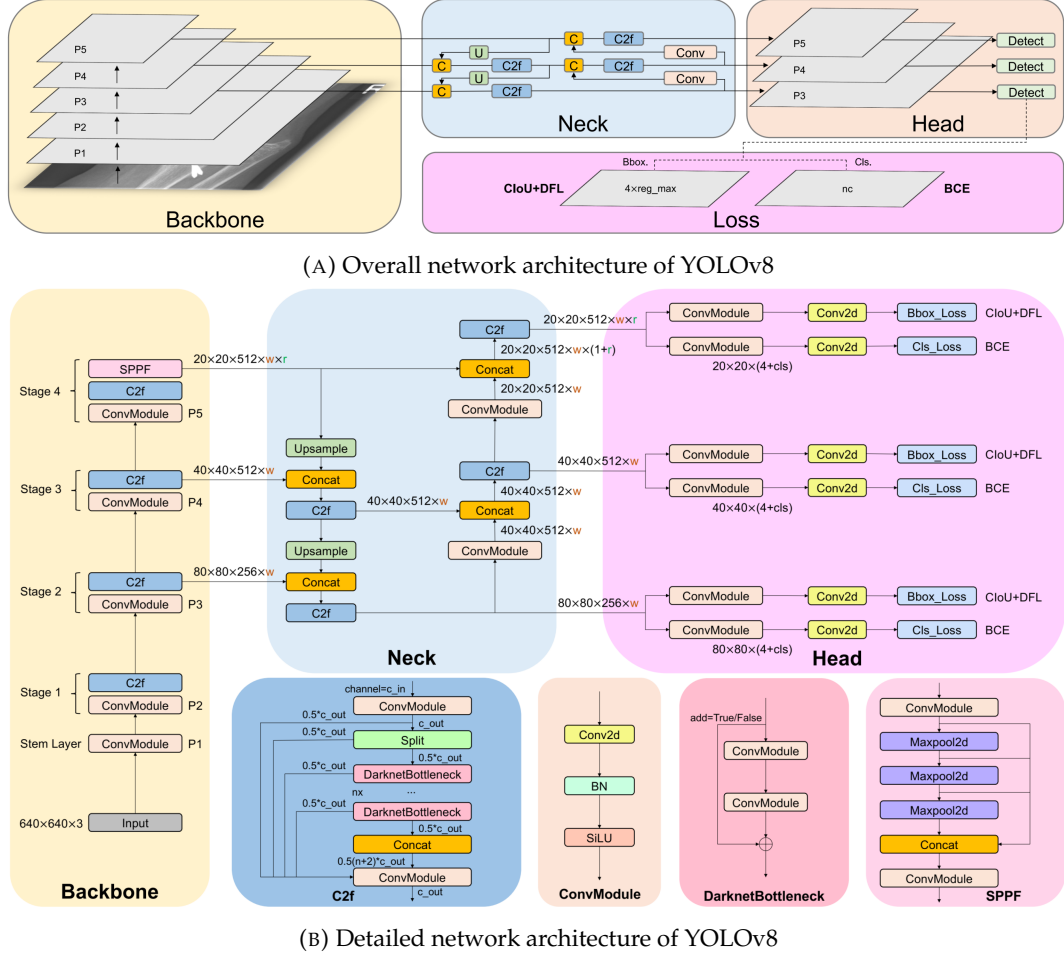 P5
P4
P3
P2
P1
Backbone
C
C2f
U
Conv
C
C2f
C
C2f
U
Conv
C
C2f
Neck
P5
P4
P3
Detect
Detect
Detect
Head
Bbox.
Cls.
CIoU+DFL
4×reg_max
nc
BCE
Loss
(A) Overall network architecture of YOLOv8
Stage 4
SPPF
C2f
ConvModule
P5
20×20×512×w×r
Stage 3
C2f
ConvModule
P4
40×40×512×w
Stage 2
C2f
ConvModule
P3
80×80×256×w
Stage 1
C2f
ConvModule
P2
Stem Layer
ConvModule
P1
640×640×3
Input
Backbone
Upsample
Concat
C2f
40×40×512×w
Upsample
Concat
C2f
C2f
20×20×512×w×(1+r)
Concat
20×20×512×w
ConvModule
C2f
40×40×512×w
Concat
40×40×512×w
ConvModule
Neck
20×20×512×w×r
ConvModule
Conv2d
Bbox_Loss
CIoU+DFL
ConvModule
Conv2d
Cls_Loss
BCE
20×20×(4+cls)
40×40×512×w
ConvModule
Conv2d
Bbox_Loss
CIoU+DFL
ConvModule
Conv2d
Cls_Loss
BCE
40×40×(4+cls)
80×80×256×w
ConvModule
Conv2d
Bbox_Loss
CIoU+DFL
ConvModule
Conv2d
Cls_Loss
BCE
80×80×(4+cls)
Head
channel=c_in
ConvModule
0.5*c_out
c_out
0.5*c_out
Split
0.5*c_out
0.5*c_out
DarknetBottleneck
nx
...
0.5*c_out
DarknetBottleneck
0.5*c_out
Concat
0.5(n+2)*c_out
ConvModule
C2f
c_out
Conv2d
BN
SiLU
ConvModule
add=True/False
ConvModule
ConvModule
DarknetBottleneck
ConvModule
Maxpool2d
Maxpool2d
Maxpool2d
Concat
ConvModule
SPPF
(B) Detailed network architecture of YOLOv8